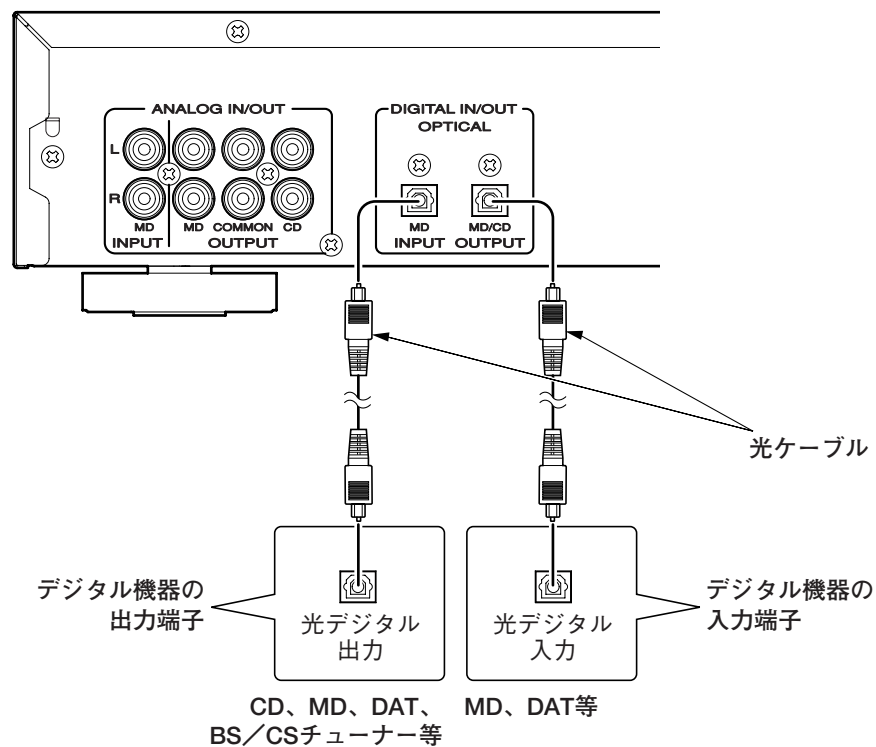 ANALOG IN/OUT
L
R
MD
INPUT
MD COMMON CD
OUTPUT
DIGITAL IN/OUT
OPTICAL
MD
INPUT
MD/CD
OUTPUT
光ケーブル
デジタル機器の
出力端子
光デジタル
出力
光デジタル
入力
デジタル機器の
入力端子
CD、MD、DAT、
BS／CSチューナー等
MD、DAT等